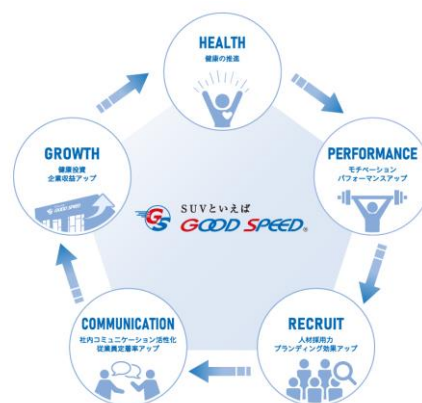 HEALTH
健康の推進
PERFORMANCE
モチベーション
パフォーマンスアップ
RECRUIT
人材採用力
ブランディング効果アップ
COMMUNICATION
社内コミュニケーション活性化
従業員定着率アップ
GROWTH
健康投資
企業収益アップ
GOOD SPEED
SUVといえば
GS GOOD SPEED®